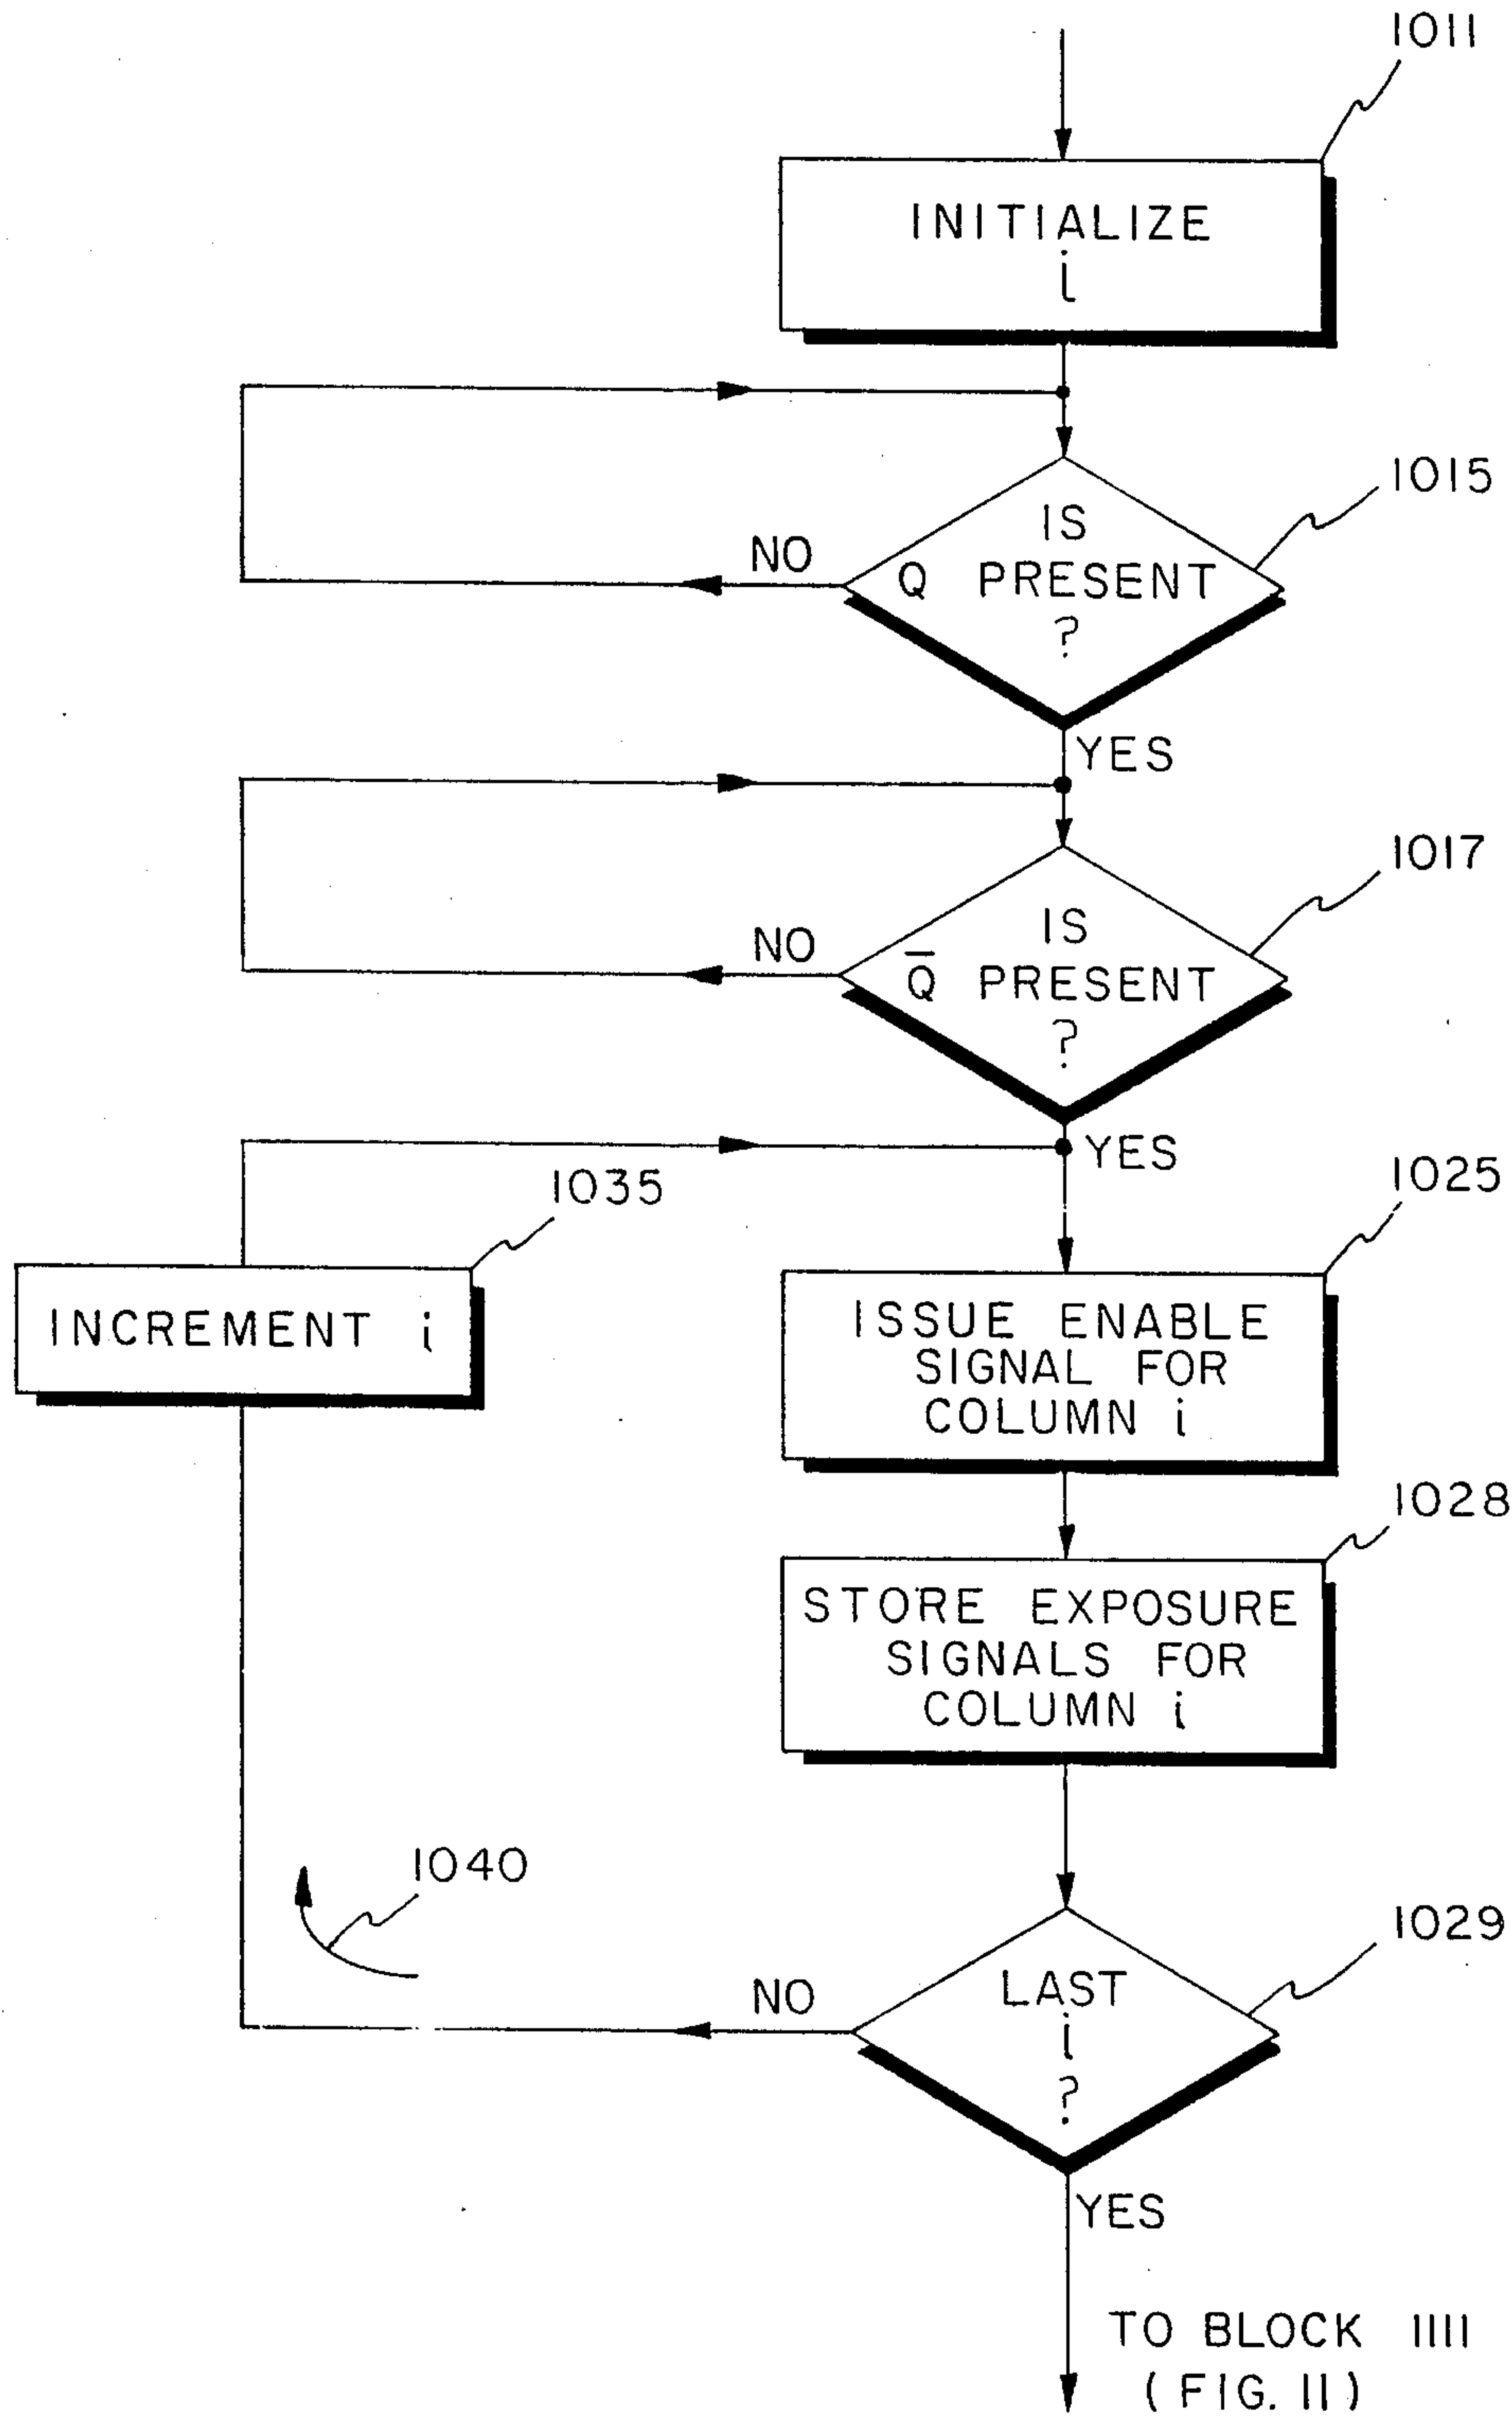 1011
INITIALIZE
i
1015
IS
NO
Q PRESENT
?
YES
1017
IS
NO
Q̅ PRESENT
?
YES
1035
1025
INCREMENT i
ISSUE ENABLE
SIGNAL FOR
COLUMN i
1028
STORE EXPOSURE
SIGNALS FOR
COLUMN i
1040
1029
NO
LAST
i
?
YES
TO BLOCK 1111
(FIG. 11)